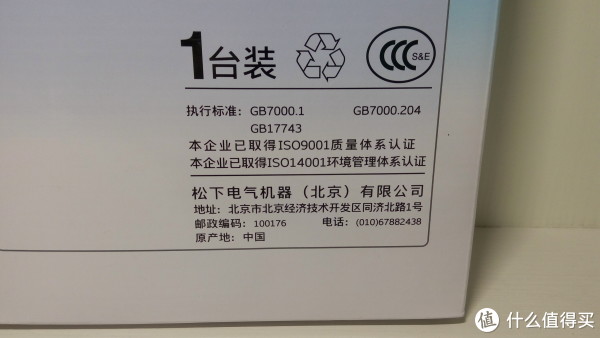 1台装
CCC S&E
执行标准: GB7000.1 GB7000.204
GB17743
本企业已取得ISO9001质量体系认证
本企业已取得ISO14001环境管理体系认证
松下电气机器（北京）有限公司
地址: 北京市北京经济技术开发区同济北路1号
邮政编码: 100176 电话: (010)67882438
原产地: 中国
值 什么值得买